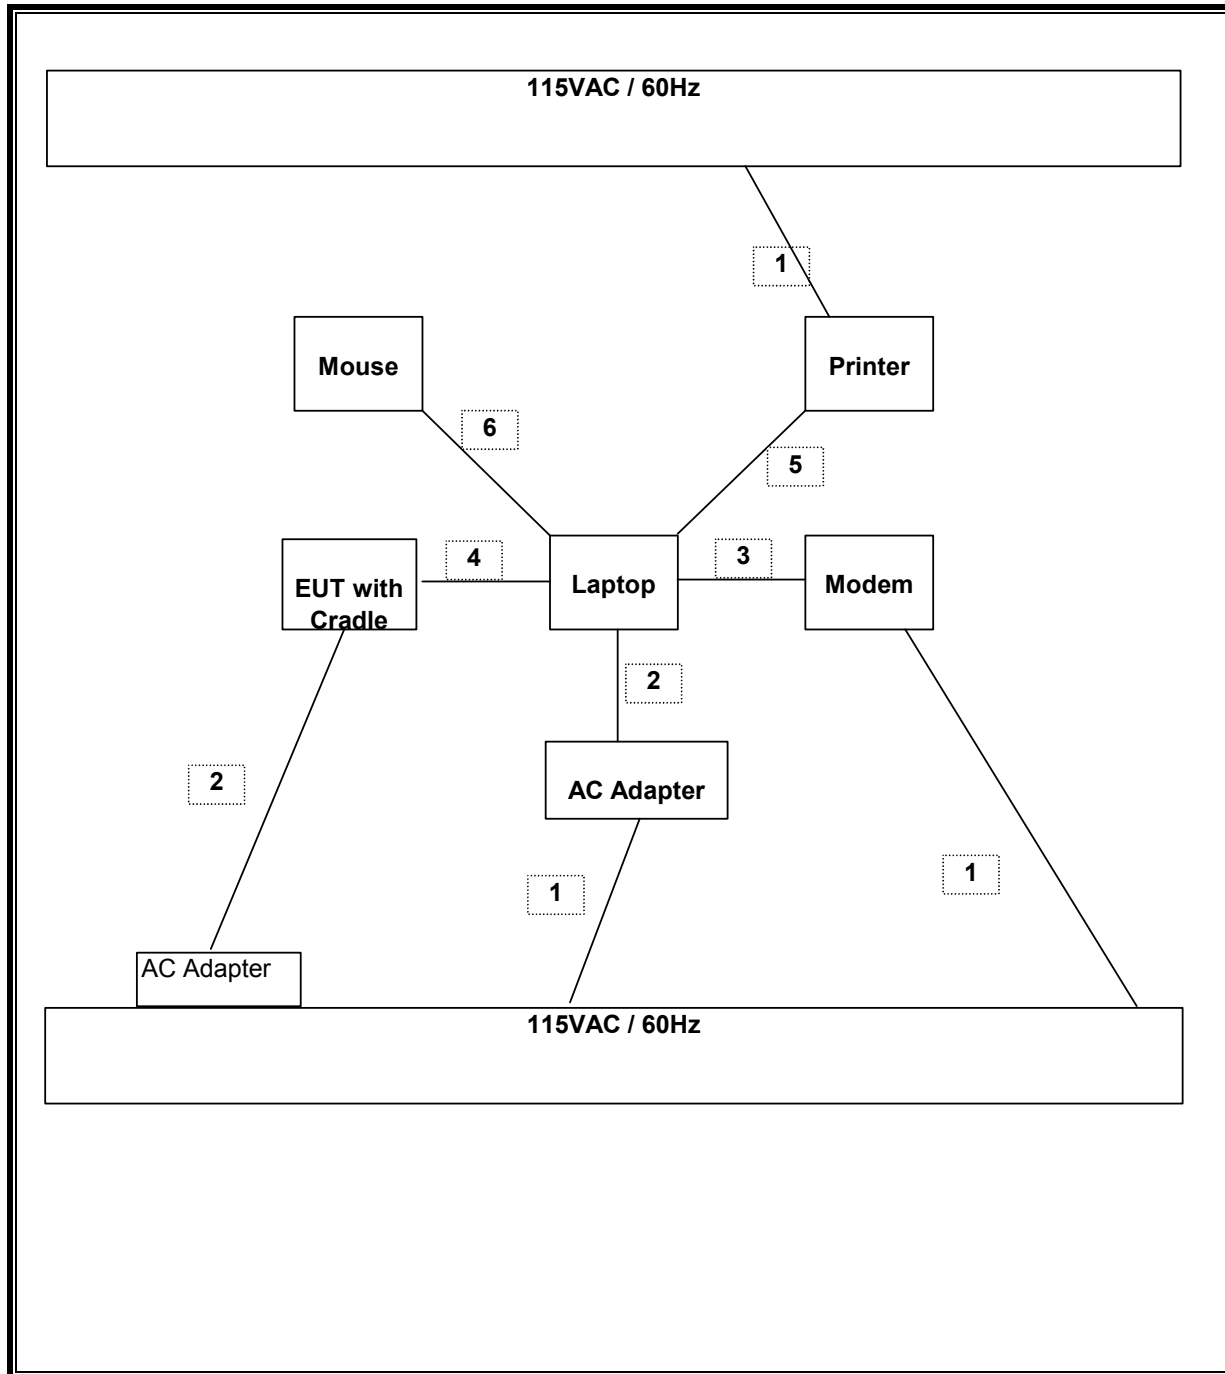 115VAC / 60Hz
1
Mouse
Printer
6
5
4
3
EUT with
Cradle
Laptop
Modem
2
2
AC Adapter
1
1
AC Adapter
115VAC / 60Hz